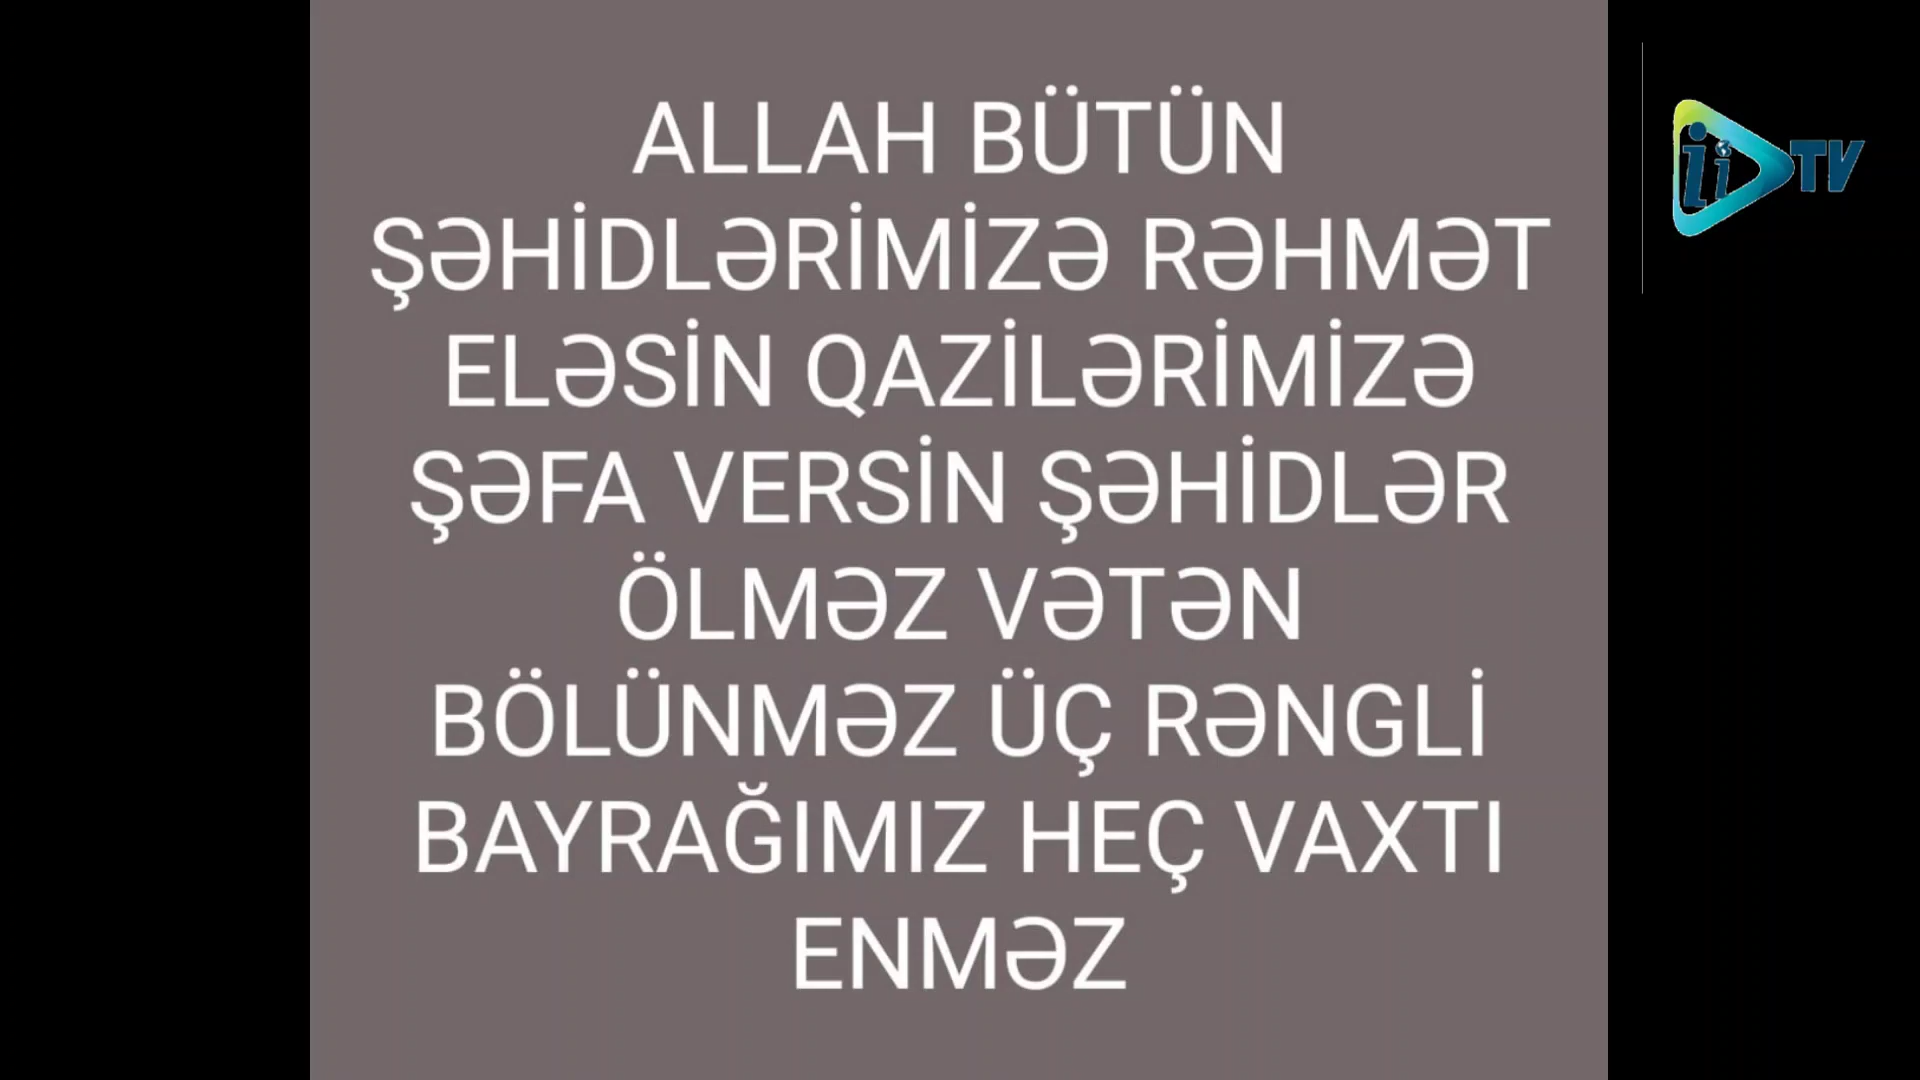 ALLAH BÜTÜN
ŞƏHİDLƏRİMİZƏ RƏHMƏT
ELƏSİN QAZİLƏRİMİZƏ
ŞƏFA VERSİN ŞƏHİDLƏR
ÖLMƏZ VƏTƏN
BÖLÜNMƏZ ÜÇ RƏNGLİ
BAYRAĞIMIZ HEÇ VAXTI
ENMƏZ
ii TV